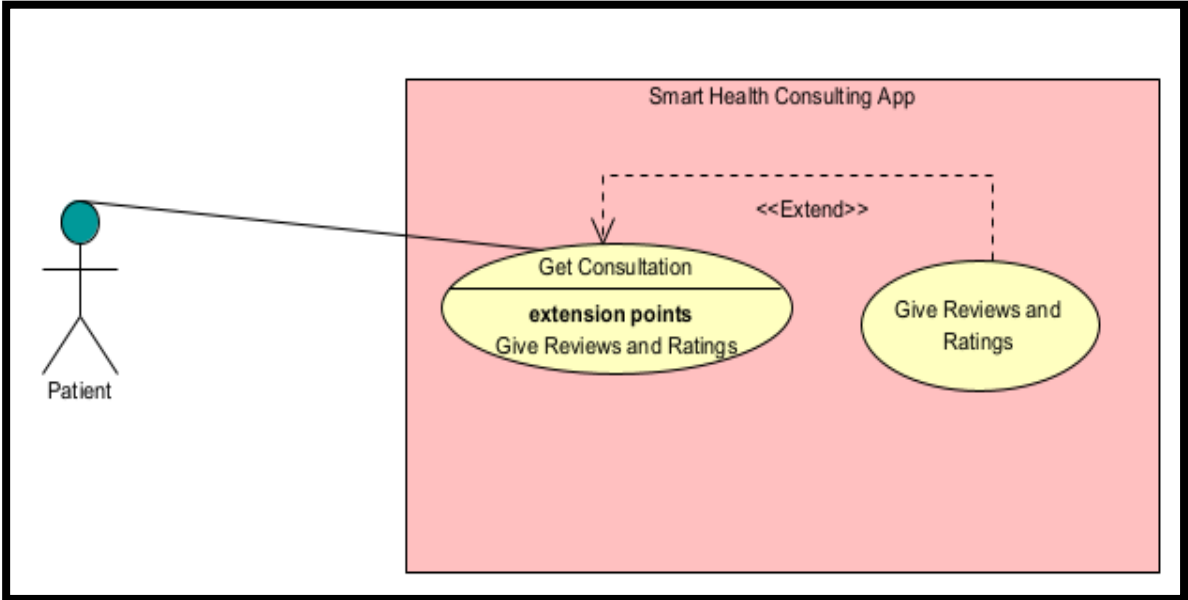 Smart Health Consulting App
<<Extend>>
Get Consultation
extension points
Give Reviews and Ratings
Give Reviews and
Ratings
Patient